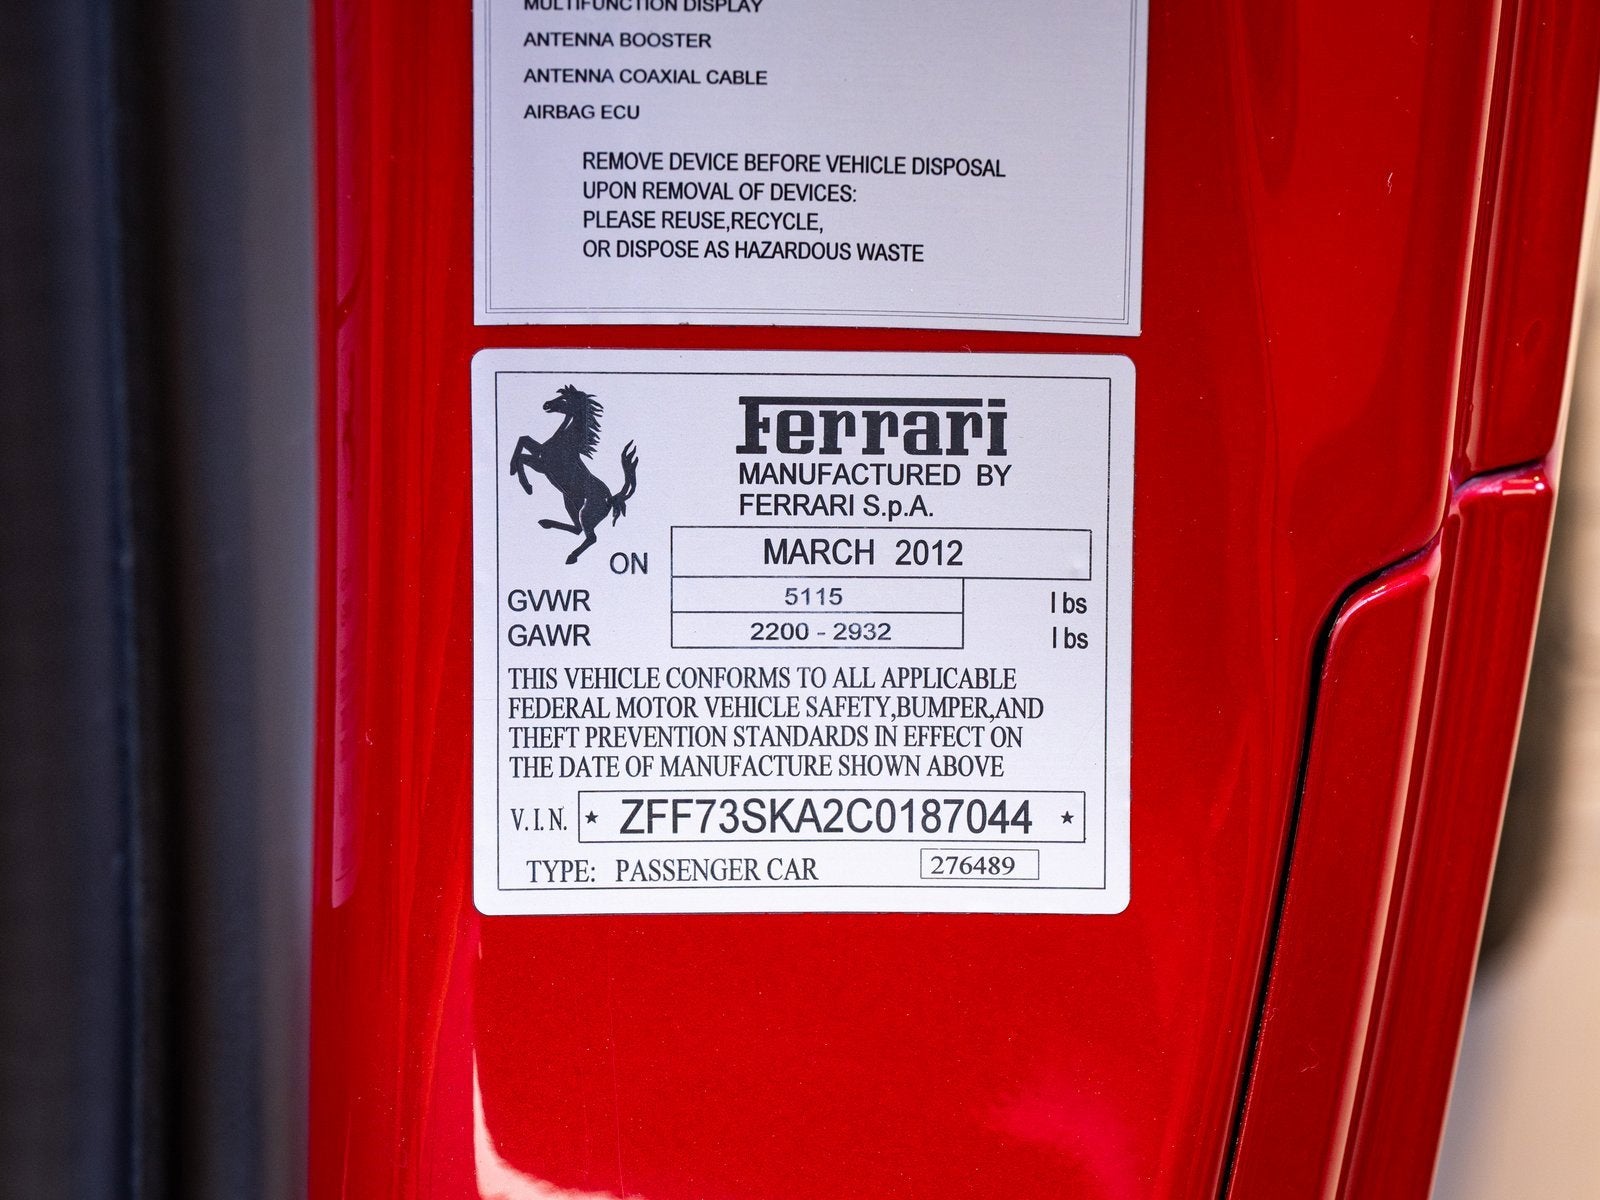 MULTIFUNCTION DISPLAY
ANTENNA BOOSTER
ANTENNA COAXIAL CABLE
AIRBAG ECU
REMOVE DEVICE BEFORE VEHICLE DISPOSAL
UPON REMOVAL OF DEVICES:
PLEASE REUSE,RECYCLE,
OR DISPOSE AS HAZARDOUS WASTE
Ferrari
MANUFACTURED BY
FERRARI S.p.A.
ON MARCH 2012
GVWR 5115 lbs
GAWR 2200 - 2932 lbs
THIS VEHICLE CONFORMS TO ALL APPLICABLE
FEDERAL MOTOR VEHICLE SAFETY,BUMPER,AND
THEFT PREVENTION STANDARDS IN EFFECT ON
THE DATE OF MANUFACTURE SHOWN ABOVE
V.I.N. ★ ZFF73SKA2C0187044 ★
TYPE: PASSENGER CAR 276489